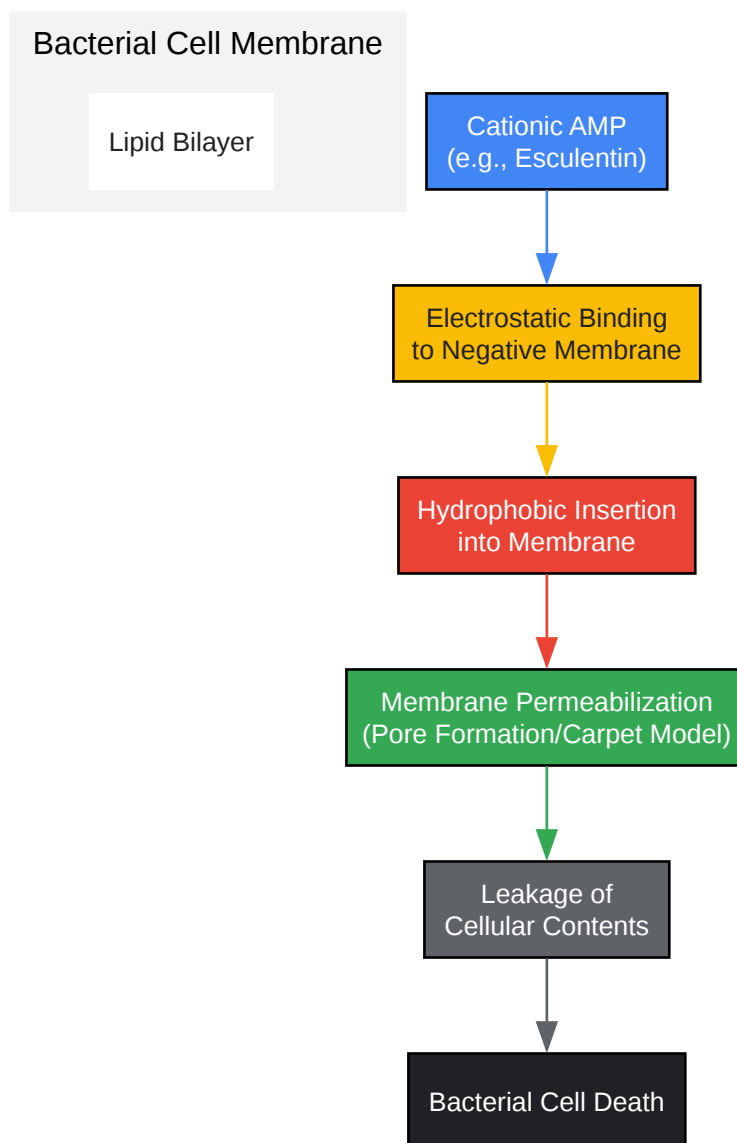 Bacterial Cell Membrane
Lipid Bilayer
Cationic AMP
(e.g., Esculentin)
Electrostatic Binding
to Negative Membrane
Hydrophobic Insertion
into Membrane
Membrane Permeabilization
(Pore Formation/Carpet Model)
Leakage of
Cellular Contents
Bacterial Cell Death